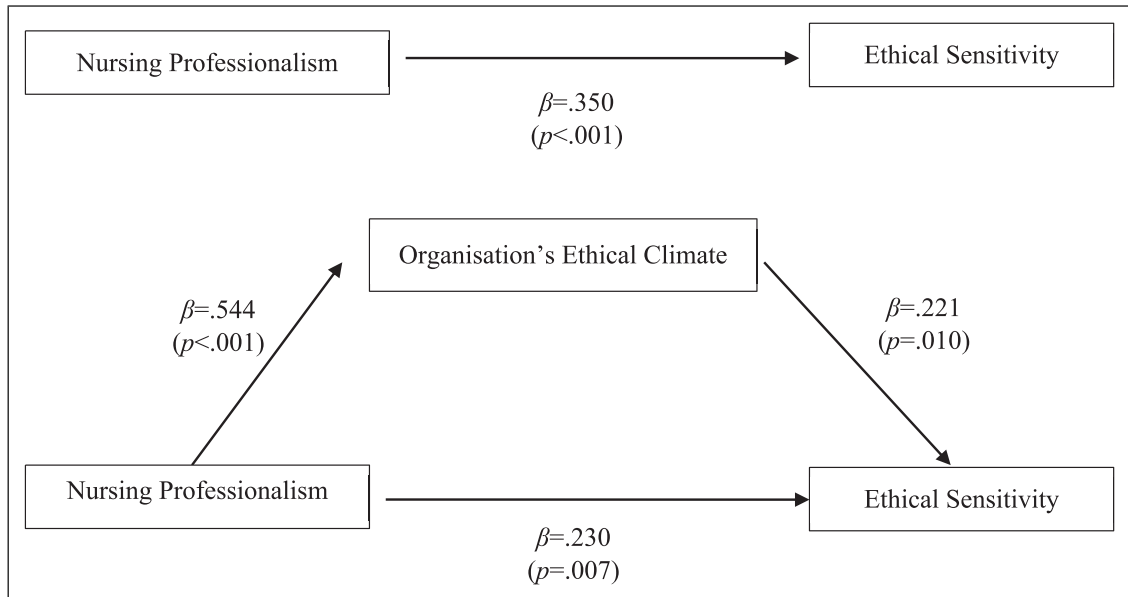 Nursing Professionalism
Ethical Sensitivity
β=.350
(p<.001)
Organisation’s Ethical Climate
β=.544
(p<.001)
β=.221
(p=.010)
Nursing Professionalism
Ethical Sensitivity
β=.230
(p=.007)